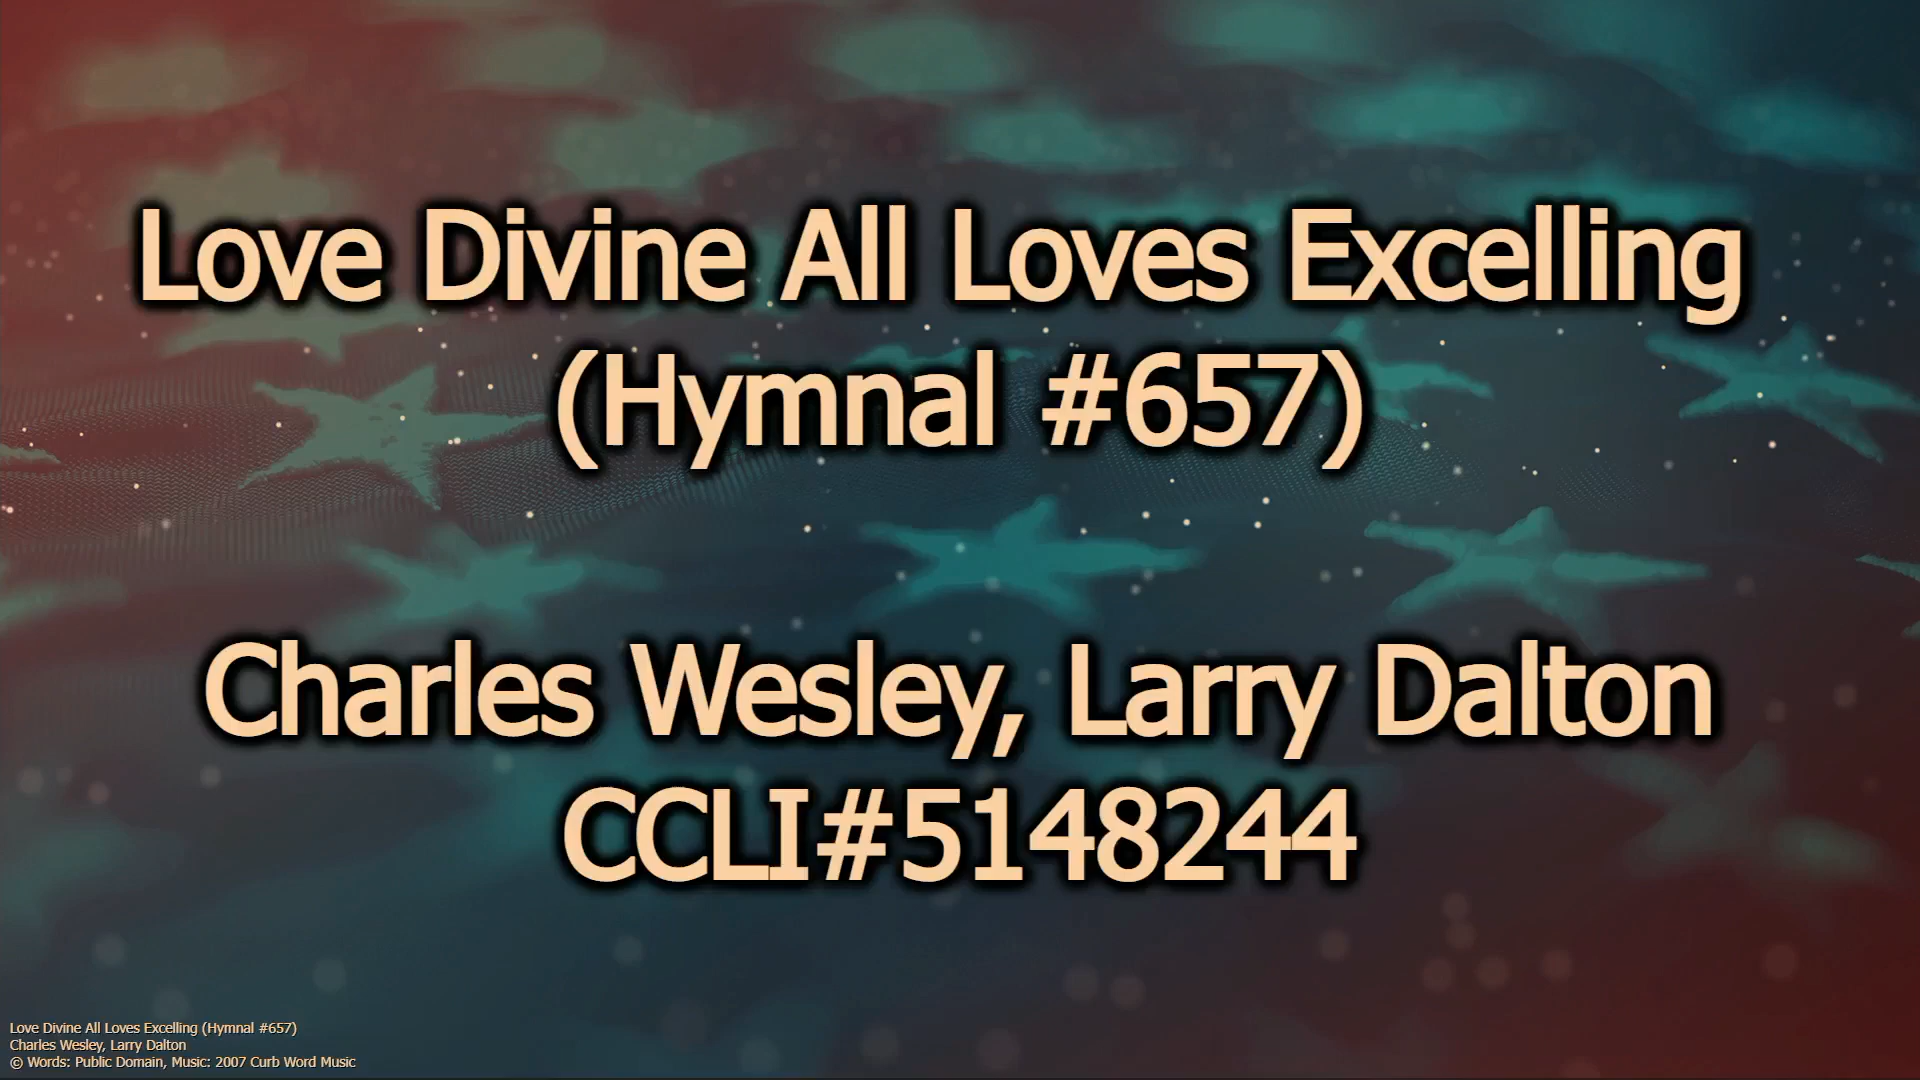 Love Divine All Loves Excelling
(Hymnal #657)
Charles Wesley, Larry Dalton
CCLI#5148244
Love Divine All Loves Excelling (Hymnal #657)
Charles Wesley, Larry Dalton
© Words: Public Domain, Music: 2007 Curb Word Music